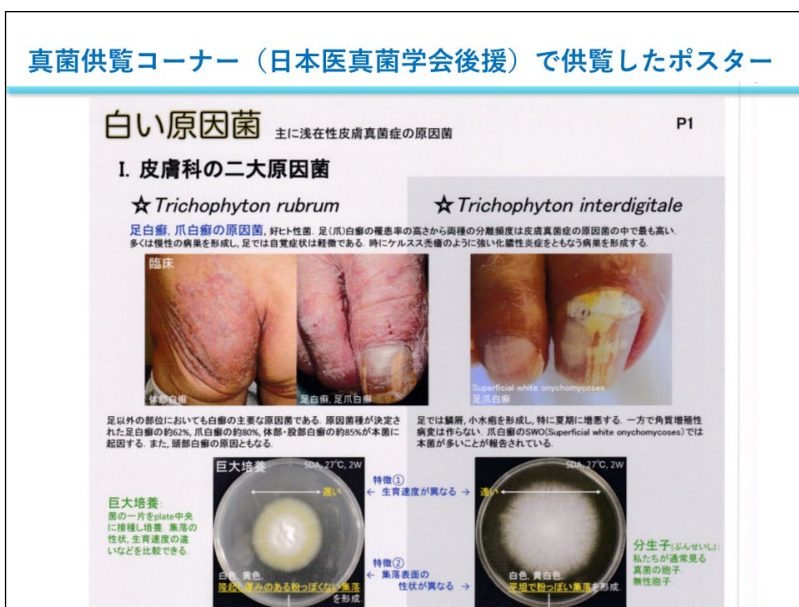 真菌供覧コーナー（日本医真菌学会後援）で供覧したポスター
白い原因菌 主に浅在性皮膚真菌症の原因菌
P1
I. 皮膚科の二大原因菌
☆Trichophyton rubrum
☆Trichophyton interdigitale
足白癬、爪白癬の原因菌, 好ヒト性菌. 足(爪)白癬の罹患率の高さから両種の分離頻度は皮膚真菌症の原因菌の中で最も高い.
多くは慢性の病巣を形成し, 足では自覚症状は軽微である. 時にケルスス禿瘡のように強い化膿性炎症をともなう病巣を形成する.
臨床
体部白癬
足白癬, 足爪白癬
Superficial white onychomycoses
足爪白癬
足以外の部位においても白癬の主要な原因菌である. 原因菌種が決定さ
れた足白癬の約62%, 爪白癬の約80%, 体部・股部白癬の約85%が本菌に
起因する. また, 頭部白癬の原因ともなる.
足では鱗屑, 小水疱を形成し, 特に夏期に増悪する. 一方で角質増殖性
病変は作らない. 爪白癬のSWO(Superficial white onychomycoses)では
本菌が多いことが報告されている.
巨大培養:
菌の一片をplate中央
に接種し培養. 集落の
性状, 生育速度の違
いなどを比較できる.
巨大培養
SDA, 27℃, 2W
遅い
白色, 黄色,
隆起し厚みのある粉っぽくない集落
を形成.
特徴①
← 生育速度が異なる →
特徴②
← 集落表面の →
性状が異なる
SDA, 27℃, 2W
速い
白色, 黄白色,
平坦で粉っぽい集落を形成.
分生子(ぶんせいし):
私たちが通常見る
真菌の胞子.
無性胞子.